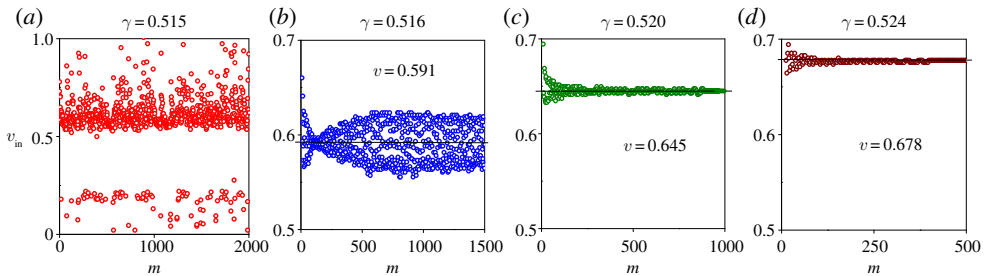 (a) γ = 0.515 (b) γ = 0.516 (c) γ = 0.520 (d) γ = 0.524
1.0 0.7 0.7 0.7
v = 0.591
v_in 0.5 0.6 0.6 0.6
v = 0.645 v = 0.678
0 0.5 0.5 0.5
0 1000 2000 0 500 1000 1500 0 500 1000 0 250 500
m m m m